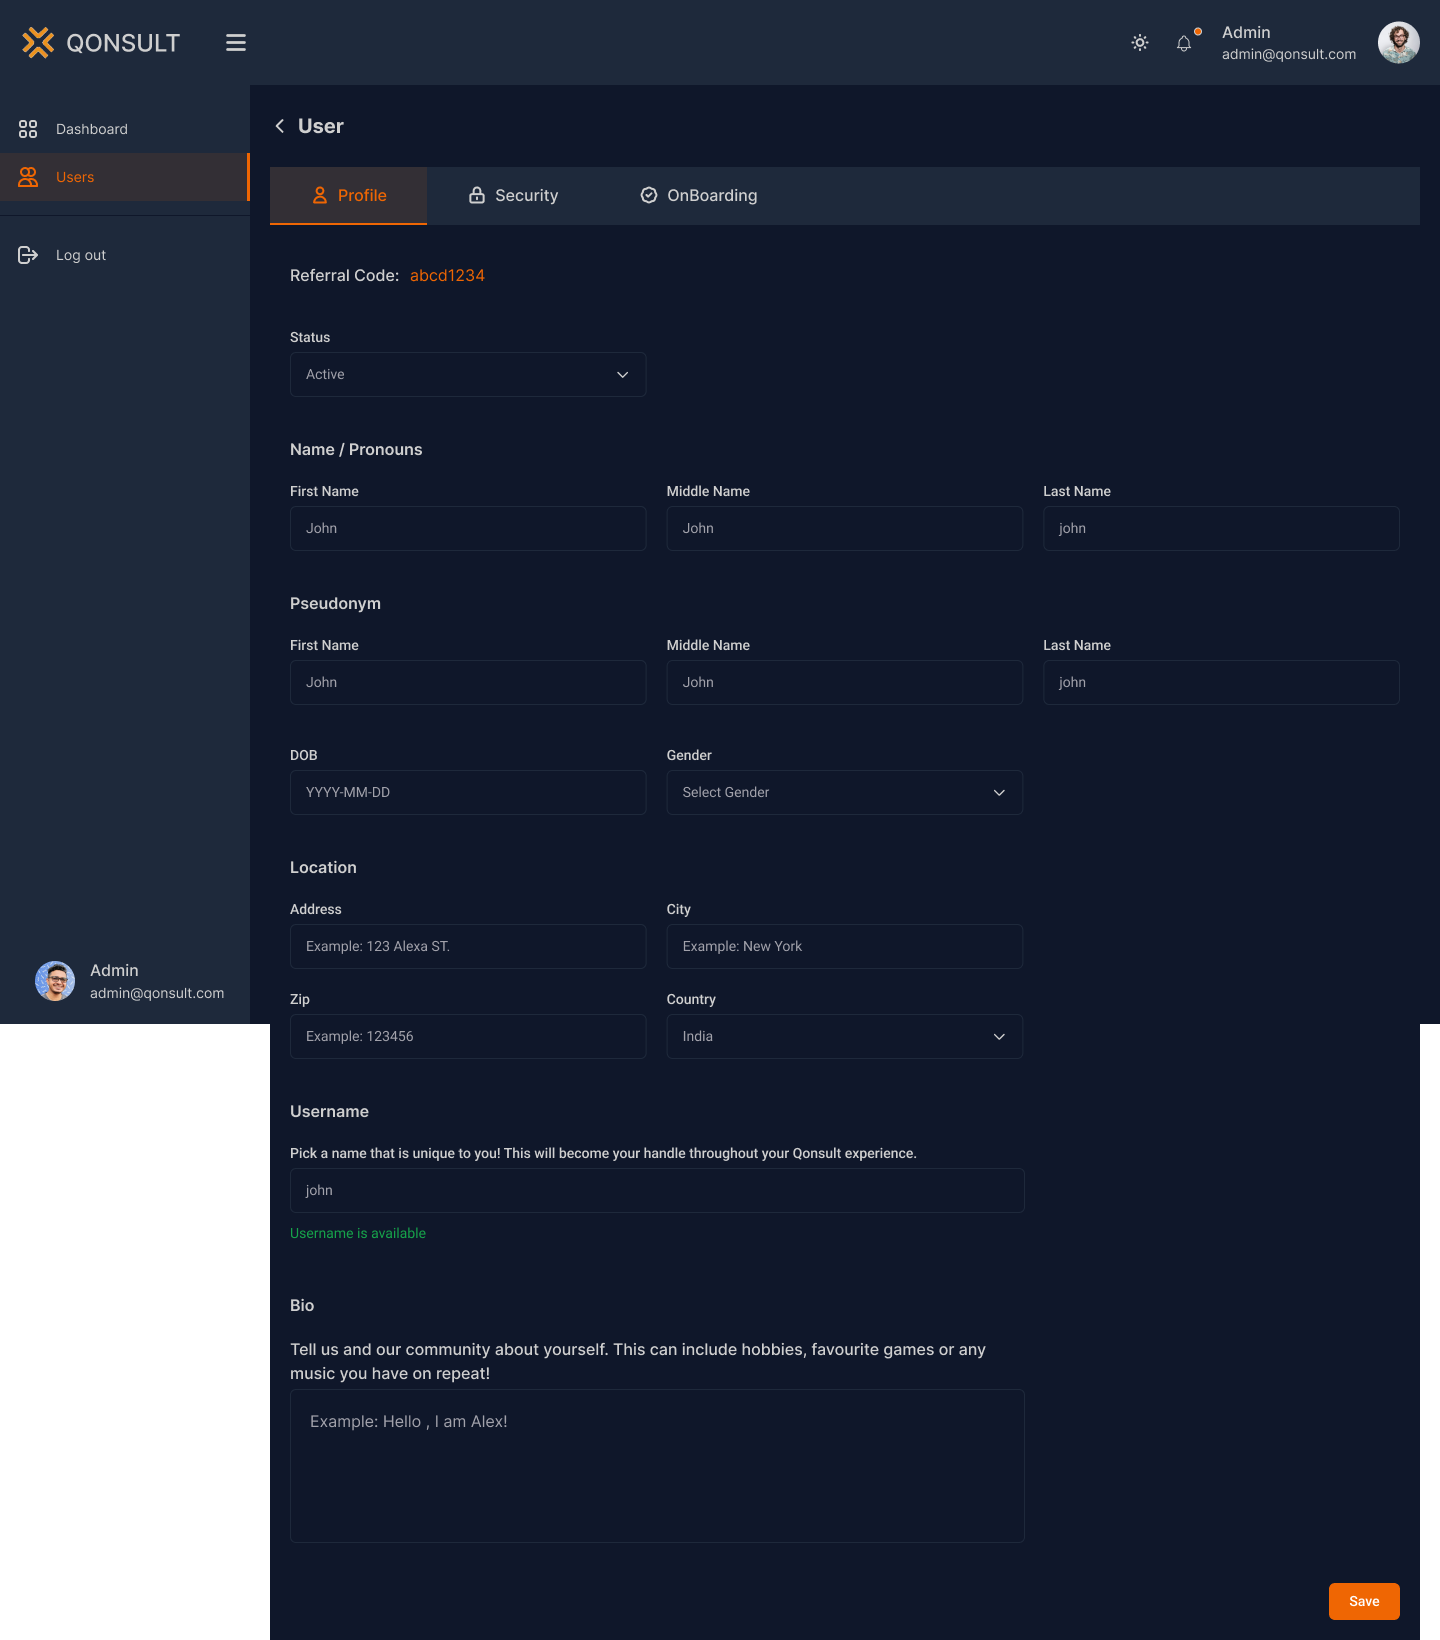 QONSULT
Admin
admin@qonsult.com
Dashboard
Users
Log out
Admin
admin@qonsult.com
User
Profile
Security
OnBoarding
Referral Code: abcd1234
Status
Active
Name / Pronouns
First Name
Middle Name
Last Name
John
John
john
Pseudonym
First Name
Middle Name
Last Name
John
John
john
DOB
Gender
YYYY-MM-DD
Select Gender
Location
Address
City
Example: 123 Alexa ST.
Example: New York
Zip
Country
Example: 123456
India
Username
Pick a name that is unique to you! This will become your handle throughout your Qonsult experience.
john
Username is available
Bio
Tell us and our community about yourself. This can include hobbies, favourite games or any
music you have on repeat!
Example: Hello , I am Alex!
Save